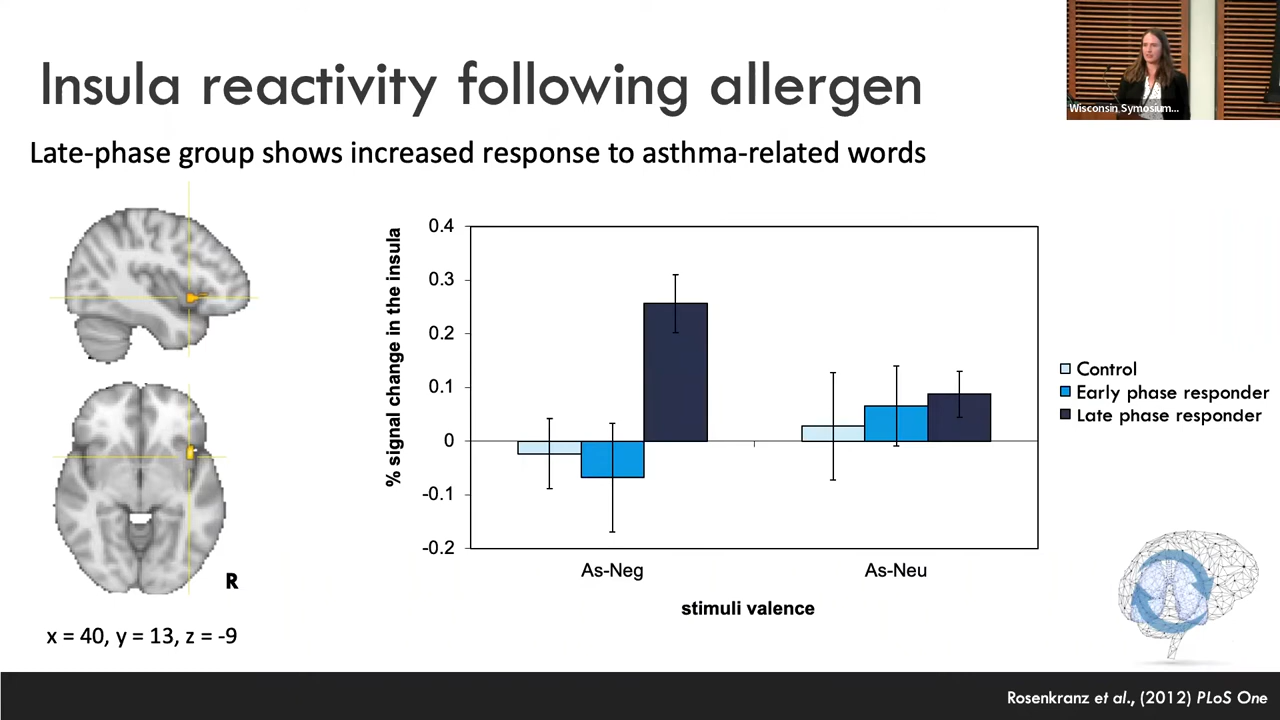 Insula reactivity following allergen
Wisconsin Symposium...
Late-phase group shows increased response to asthma-related words
% signal change in the insula
0.4
0.3
0.2
0.1
0
-0.1
-0.2
As-Neg
As-Neu
stimuli valence
Control
Early phase responder
Late phase responder
R
x = 40, y = 13, z = -9
Rosenkranz et al., (2012) PLoS One